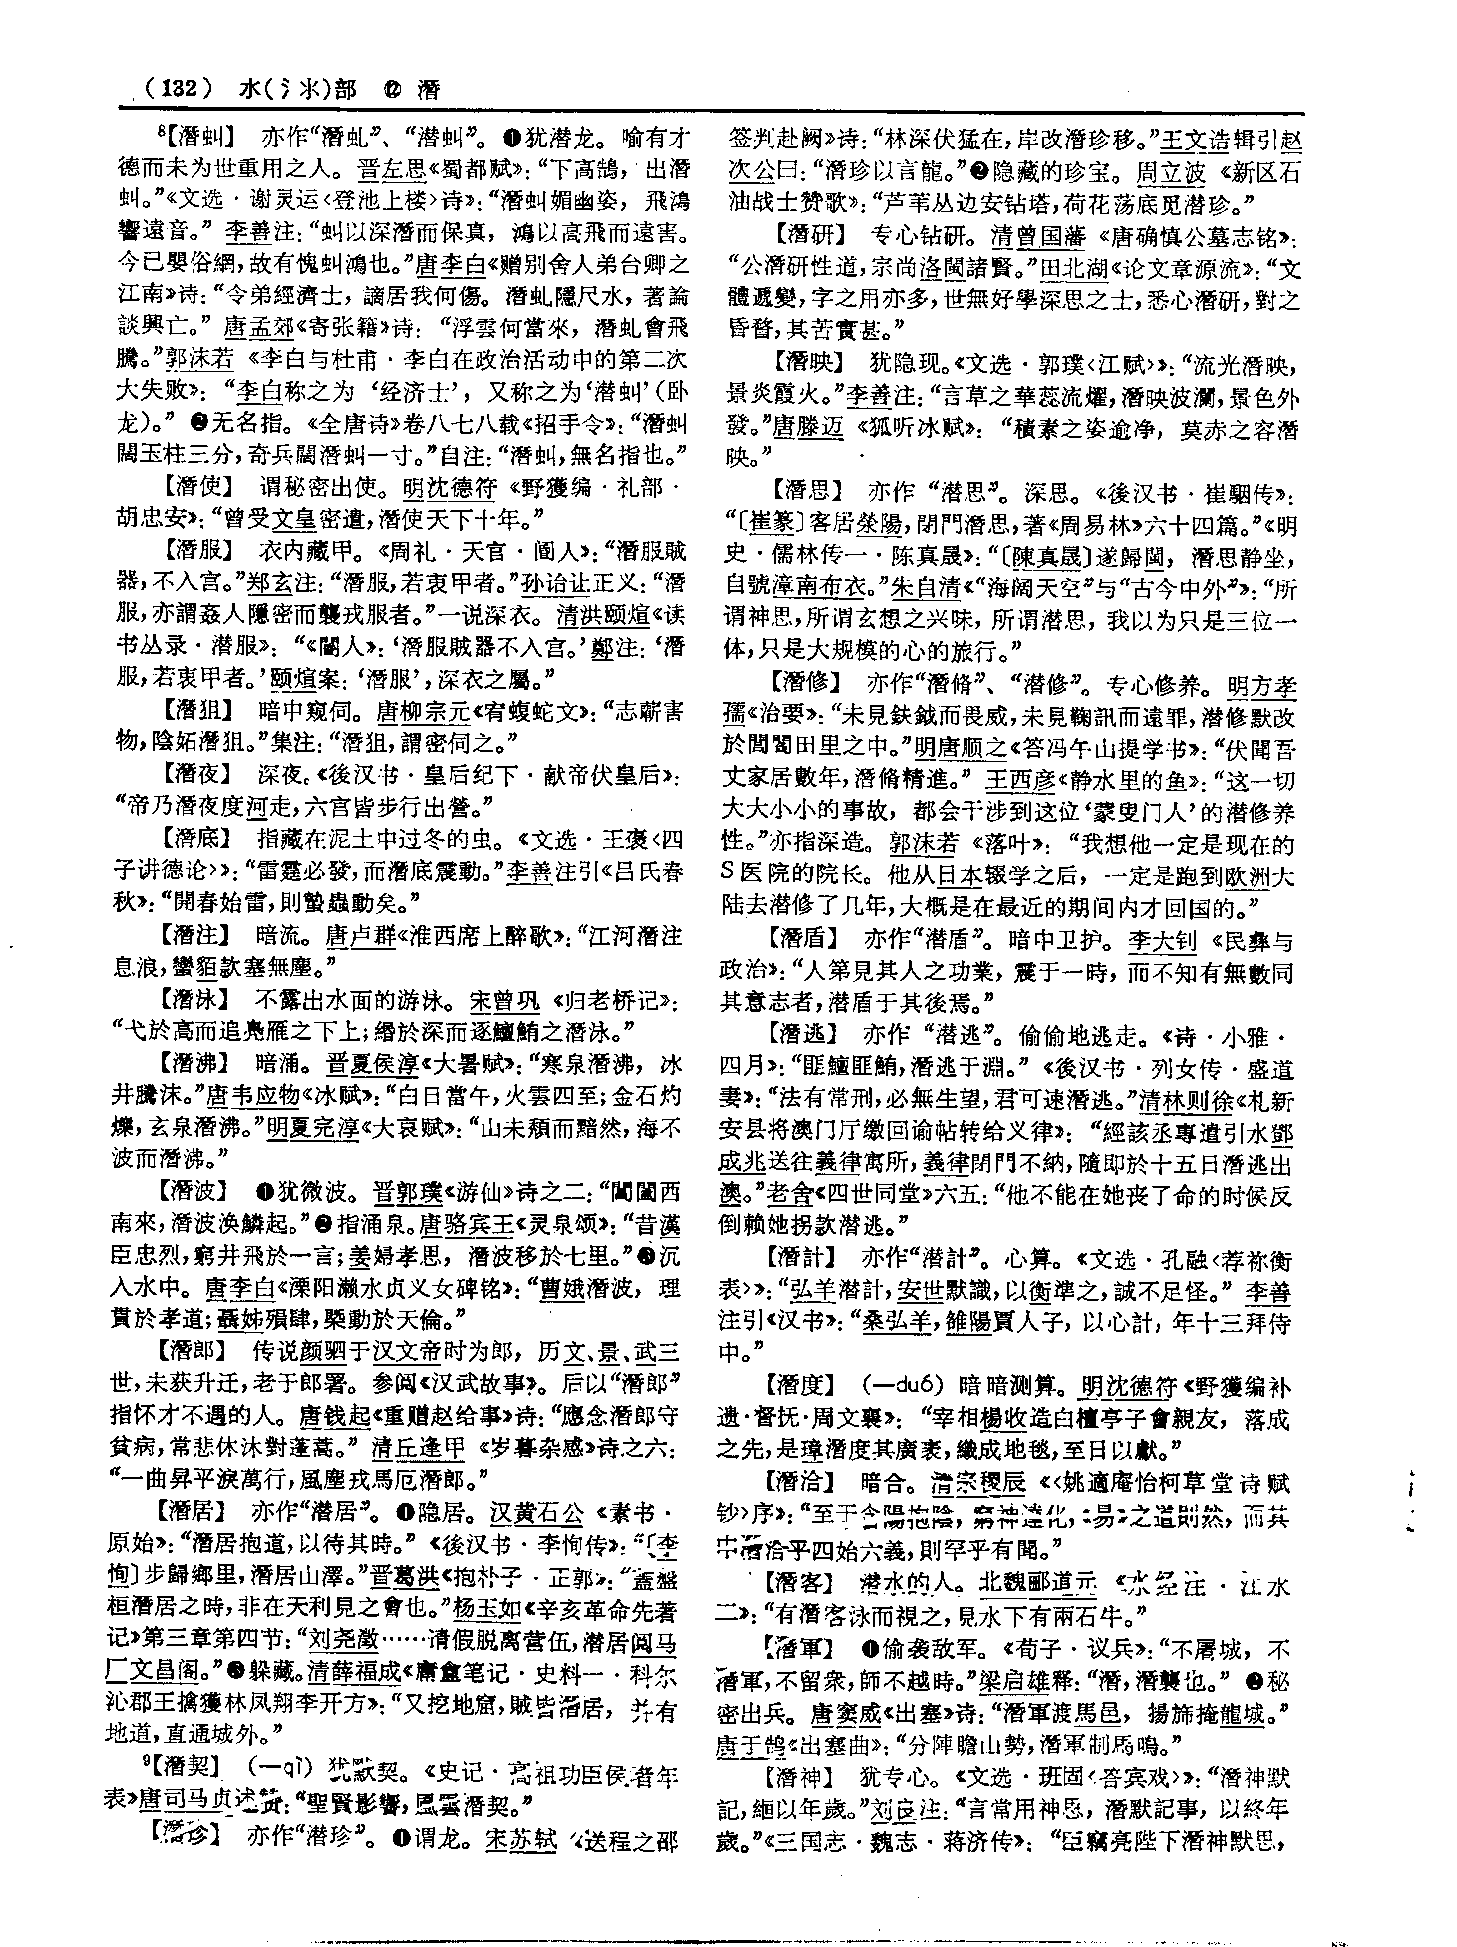 (132) 水(氵氺)部 ⑫ 潛
⁸【潛虯】 亦作“潛虬”、“潜虯”。❶犹潜龙。喻有才
德而未为世重用之人。晋左思《蜀都赋》：“下高鵠，出潛
虯。”《文选·谢灵运〈登池上楼〉诗》：“潛虯媚幽姿，飛鴻
響遠音。”李善注：“虯以深潛而保真，鴻以高飛而遠害。
今已嬰俗網，故有愧虯鴻也。”唐李白《赠别舍人弟台卿之
江南》诗：“令弟經濟士，謫居我何傷。潛虬隱尺水，著論
談興亡。”唐孟郊《寄张籍》诗：“浮雲何當來，潛虬會飛
騰。”郭沫若《李白与杜甫·李白在政治活动中的第二次
大失败》：“李白称之为‘经济士’，又称之为‘潜虯’（卧
龙）。”❷无名指。《全唐诗》卷八七八载《招手令》：“潛虯
闊玉柱三分，奇兵闊潛虯一寸。”自注：“潛虯，無名指也。”
【潛使】 谓秘密出使。明沈德符《野獲编·礼部·
胡忠安》：“曾受文皇密遣，潛使天下十年。”
【潛服】 衣内藏甲。《周礼·天官·阍人》：“潛服賊
器，不入宫。”郑玄注：“潛服，若衷甲者。”孙诒让正义：“潛
服，亦謂姦人隱密而襲戎服者。”一说深衣。清洪颐煊《读
书丛录·潜服》：“《閽人》：‘潛服賊器不入宫。’鄭注：‘潛
服，若衷甲者。’颐煊案：‘潛服’，深衣之屬。”
【潛狙】 暗中窥伺。唐柳宗元《宥蝮蛇文》：“志蘄害
物，陰妬潛狙。”集注：“潛狙，謂密伺之。”
【潛夜】 深夜。《後汉书·皇后纪下·献帝伏皇后》：
“帝乃潛夜度河走，六宫皆步行出營。”
【潛底】 指藏在泥土中过冬的虫。《文选·王褒〈四
子讲德论〉》：“雷霆必發，而潛底震動。”李善注引《吕氏春
秋》：“開春始雷，則蟄蟲動矣。”
【潛注】 暗流。唐卢群《淮西席上醉歌》：“江河潛注
息浪，蠻貊款塞無塵。”
【潛泳】 不露出水面的游泳。宋曾巩《归老桥记》：
“弋於高而追鳧雁之下上；緡於深而逐鱣鮪之潛泳。”
【潛沸】 暗涌。晋夏侯淳《大暑赋》：“寒泉潛沸，冰
井騰沫。”唐韦应物《冰赋》：“白日當午，火雲四至；金石灼
爍，玄泉潛沸。”明夏完淳《大哀赋》：“山未頹而黯然，海不
波而潛沸。”
【潛波】 ❶犹微波。晋郭璞《游仙》诗之二：“閶闔西
南來，潛波涣鱗起。”❷指涌泉。唐骆宾王《灵泉颂》：“昔漢
臣忠烈，窮井飛於一言；姜婦孝思，潛波移於七里。”❸沉
入水中。唐李白《溧阳濑水贞义女碑铭》：“曹娥潛波，理
貫於孝道；聶姊殞肆，槩動於天倫。”
【潛郎】 传说颜驷于汉文帝时为郎，历文、景、武三
世，未获升迁，老于郎署。参阅《汉武故事》。后以“潛郎”
指怀才不遇的人。唐钱起《重赠赵给事》诗：“應念潛郎守
贫病，常悲休沐對蓬蒿。”清丘逢甲《岁暮杂感》诗之六：
“一曲昇平淚萬行，風塵戎馬厄潛郎。”
【潛居】 亦作“潜居”。❶隐居。汉黄石公《素书·
原始》：“潛居抱道，以待其時。”《後汉书·李恂传》：“〔李
恂〕步歸鄉里，潛居山澤。”晋葛洪《抱朴子·正郭》：“蓋盤
桓潛居之時，非在天利見之會也。”杨玉如《辛亥革命先著
记》第三章第四节：“刘尧澂……请假脱离营伍，潜居阅马
厂文昌阁。”❷躲藏。清薛福成《庸盦笔记·史料一·科尔
沁郡王擒獲林凤翔李开方》：“又挖地窟，賊皆潛居，并有
地道，直通城外。”
⁹【潛契】 （—qì）犹默契。《史记·高祖功臣侯者年
表》唐司马贞述赞：“聖賢影響，風雲潛契。”
【潛珍】 亦作“潜珍”。❶谓龙。宋苏轼《送程之邵
签判赴阙》诗：“林深伏猛在，岸改潛珍移。”王文诰辑引赵
次公曰：“潛珍以言龍。”❷隐藏的珍宝。周立波《新区石
油战士赞歌》：“芦苇丛边安钻塔，荷花荡底觅潜珍。”
【潛研】 专心钻研。清曾国藩《唐确慎公墓志铭》：
“公潛研性道，宗尚洛閩諸賢。”田北湖《论文章源流》：“文
體遞變，字之用亦多，世無好學深思之士，悉心潛研，對之
昏瞀，其苦實甚。”
【潛映】 犹隐现。《文选·郭璞〈江赋〉》：“流光潛映，
景炎霞火。”李善注：“言草之華蕊流燿，潛映波瀾，景色外
發。”唐滕迈《狐听冰赋》：“積素之姿逾净，莫赤之容潛
映。”
【潛思】 亦作“潜思”。深思。《後汉书·崔駰传》：
“〔崔篆〕客居滎陽，閉門潛思，著《周易林》六十四篇。”《明
史·儒林传一·陈真晟》：“〔陳真晟〕遂歸閩，潛思静坐，
自號漳南布衣。”朱自清《“海阔天空”与“古今中外”》：“所
谓神思，所谓玄想之兴味，所谓潜思，我以为只是三位一
体，只是大规模的心的旅行。”
【潛修】 亦作“潛脩”、“潜修”。专心修养。明方孝
孺《治要》：“未見鈇鉞而畏威，未見鞠訊而遠罪，潜修默改
於閭閻田里之中。”明唐顺之《答冯午山提学书》：“伏聞吾
丈家居數年，潛脩精進。”王西彦《静水里的鱼》：“这一切
大大小小的事故，都会干涉到这位‘蒙叟门人’的潜修养
性。”亦指深造。郭沫若《落叶》：“我想他一定是现在的
S医院的院长。他从日本辍学之后，一定是跑到欧洲大
陆去潜修了几年，大概是在最近的期间内才回国的。”
【潛盾】 亦作“潜盾”。暗中卫护。李大钊《民彝与
政治》：“人第見其人之功業，震于一時，而不知有無數同
其意志者，潜盾于其後焉。”
【潛逃】 亦作“潜逃”。偷偷地逃走。《诗·小雅·
四月》：“匪鱣匪鮪，潛逃于淵。”《後汉书·列女传·盛道
妻》：“法有常刑，必無生望，君可速潛逃。”清林则徐《札新
安县将澳门厅缴回谕帖转给义律》：“經該丞專遣引水鄧
成兆送往義律寓所，義律閉門不納，隨即於十五日潛逃出
澳。”老舍《四世同堂》六五：“他不能在她丧了命的时候反
倒赖她拐款潜逃。”
【潛計】 亦作“潜計”。心算。《文选·孔融〈荐祢衡
表〉》：“弘羊潜計，安世默識，以衡準之，誠不足怪。”李善
注引《汉书》：“桑弘羊，雒陽賈人子，以心計，年十三拜侍
中。”
【潛度】 （—duó）暗暗测算。明沈德符《野獲编补
遗·督抚·周文襄》：“宰相楊收造白檀亭子會親友，落成
之先，是璋潛度其廣袤，織成地毯，至日以獻。”
【潛洽】 暗合。清宗稷辰《〈姚適庵怡柯草堂诗赋
钞〉序》：“至于含陽抱陰，窮神達化，《易》之道則然，而其
中潛洽乎四始六義，則罕乎有聞。”
【潛客】 潜水的人。北魏郦道元《水经注·江水
二》：“有潛客泳而視之，見水下有兩石牛。”
【潛軍】 ❶偷袭敌军。《荀子·议兵》：“不屠城，不
潛軍，不留衆，師不越時。”梁启雄释：“潛，潛襲也。”❷秘
密出兵。唐窦威《出塞》诗：“潛軍渡馬邑，揚斾掩龍城。”
唐于鹄《出塞曲》：“分陣瞻山勢，潛軍制馬鳴。”
【潛神】 犹专心。《文选·班固〈答宾戏〉》：“潛神默
記，緪以年歲。”刘良注：“言常用神思，潛默記事，以終年
歲。”《三国志·魏志·蒋济传》：“臣竊亮陛下潛神默思，